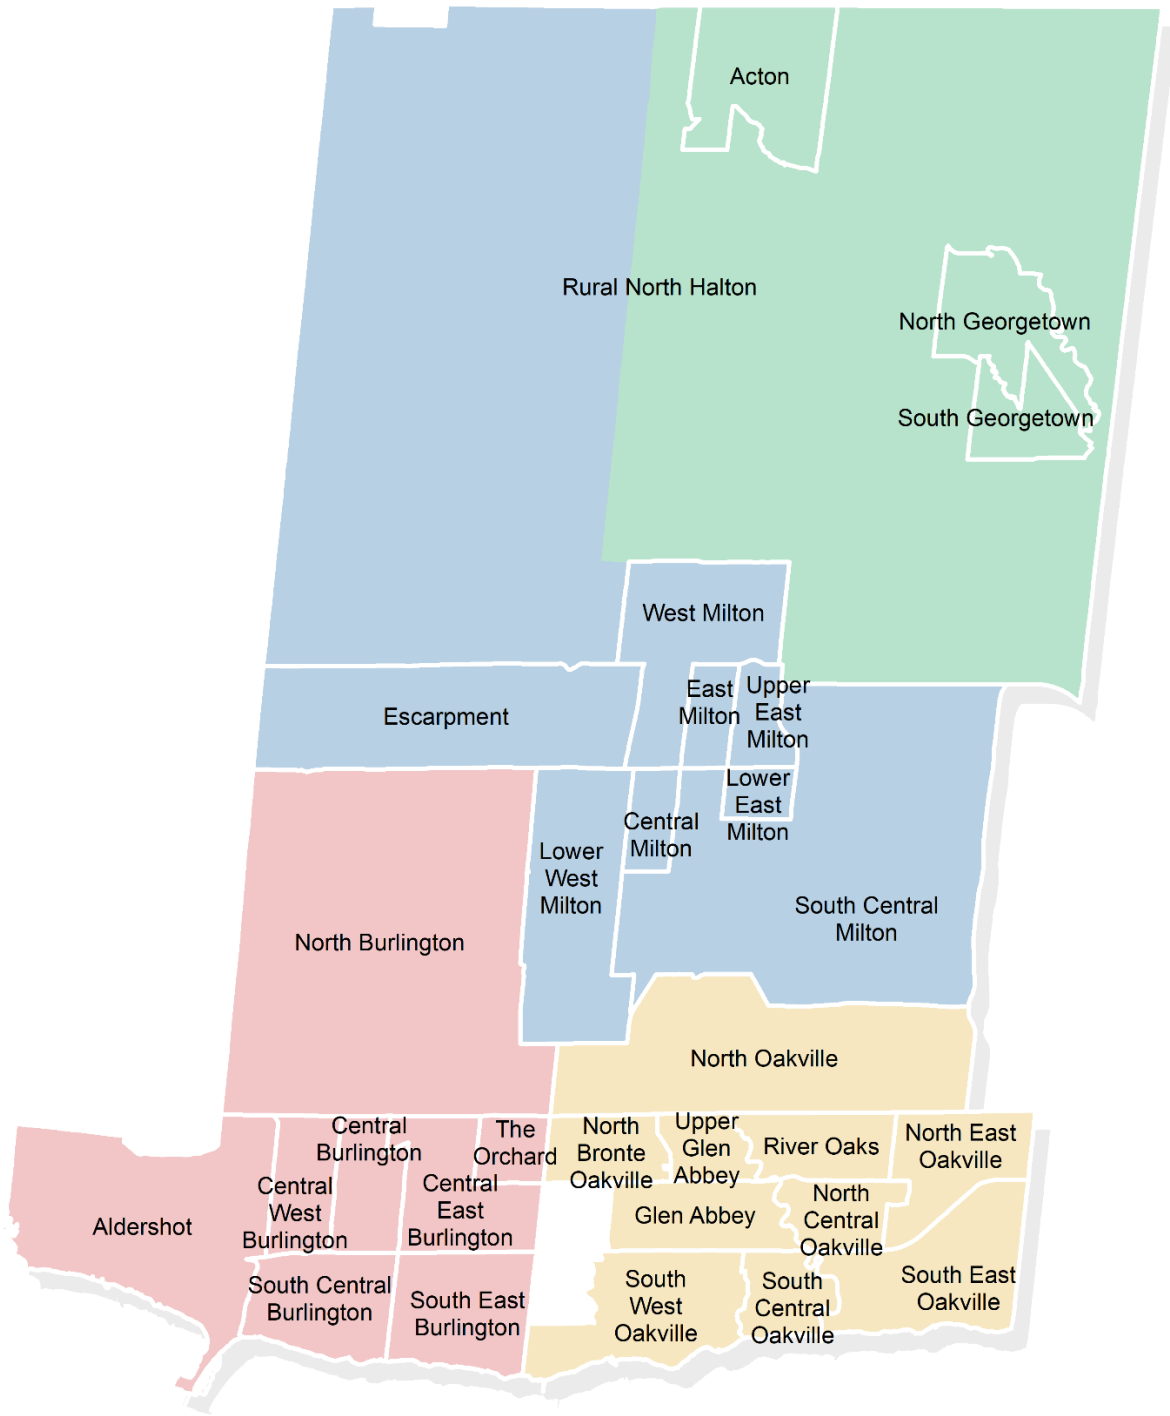 Acton
Rural North Halton
North Georgetown
South Georgetown
West Milton
East
Milton
Upper
East
Milton
Escarpment
Lower
East
Milton
Central
Milton
Lower
West
Milton
South Central
Milton
North Burlington
North Oakville
Central
Burlington
The
Orchard
North
Bronte
Oakville
Upper
Glen
Abbey
River Oaks
North East
Oakville
Aldershot
Central
West
Burlington
Central
East
Burlington
Glen Abbey
North
Central
Oakville
South Central
Burlington
South East
Burlington
South
West
Oakville
South
Central
Oakville
South East
Oakville